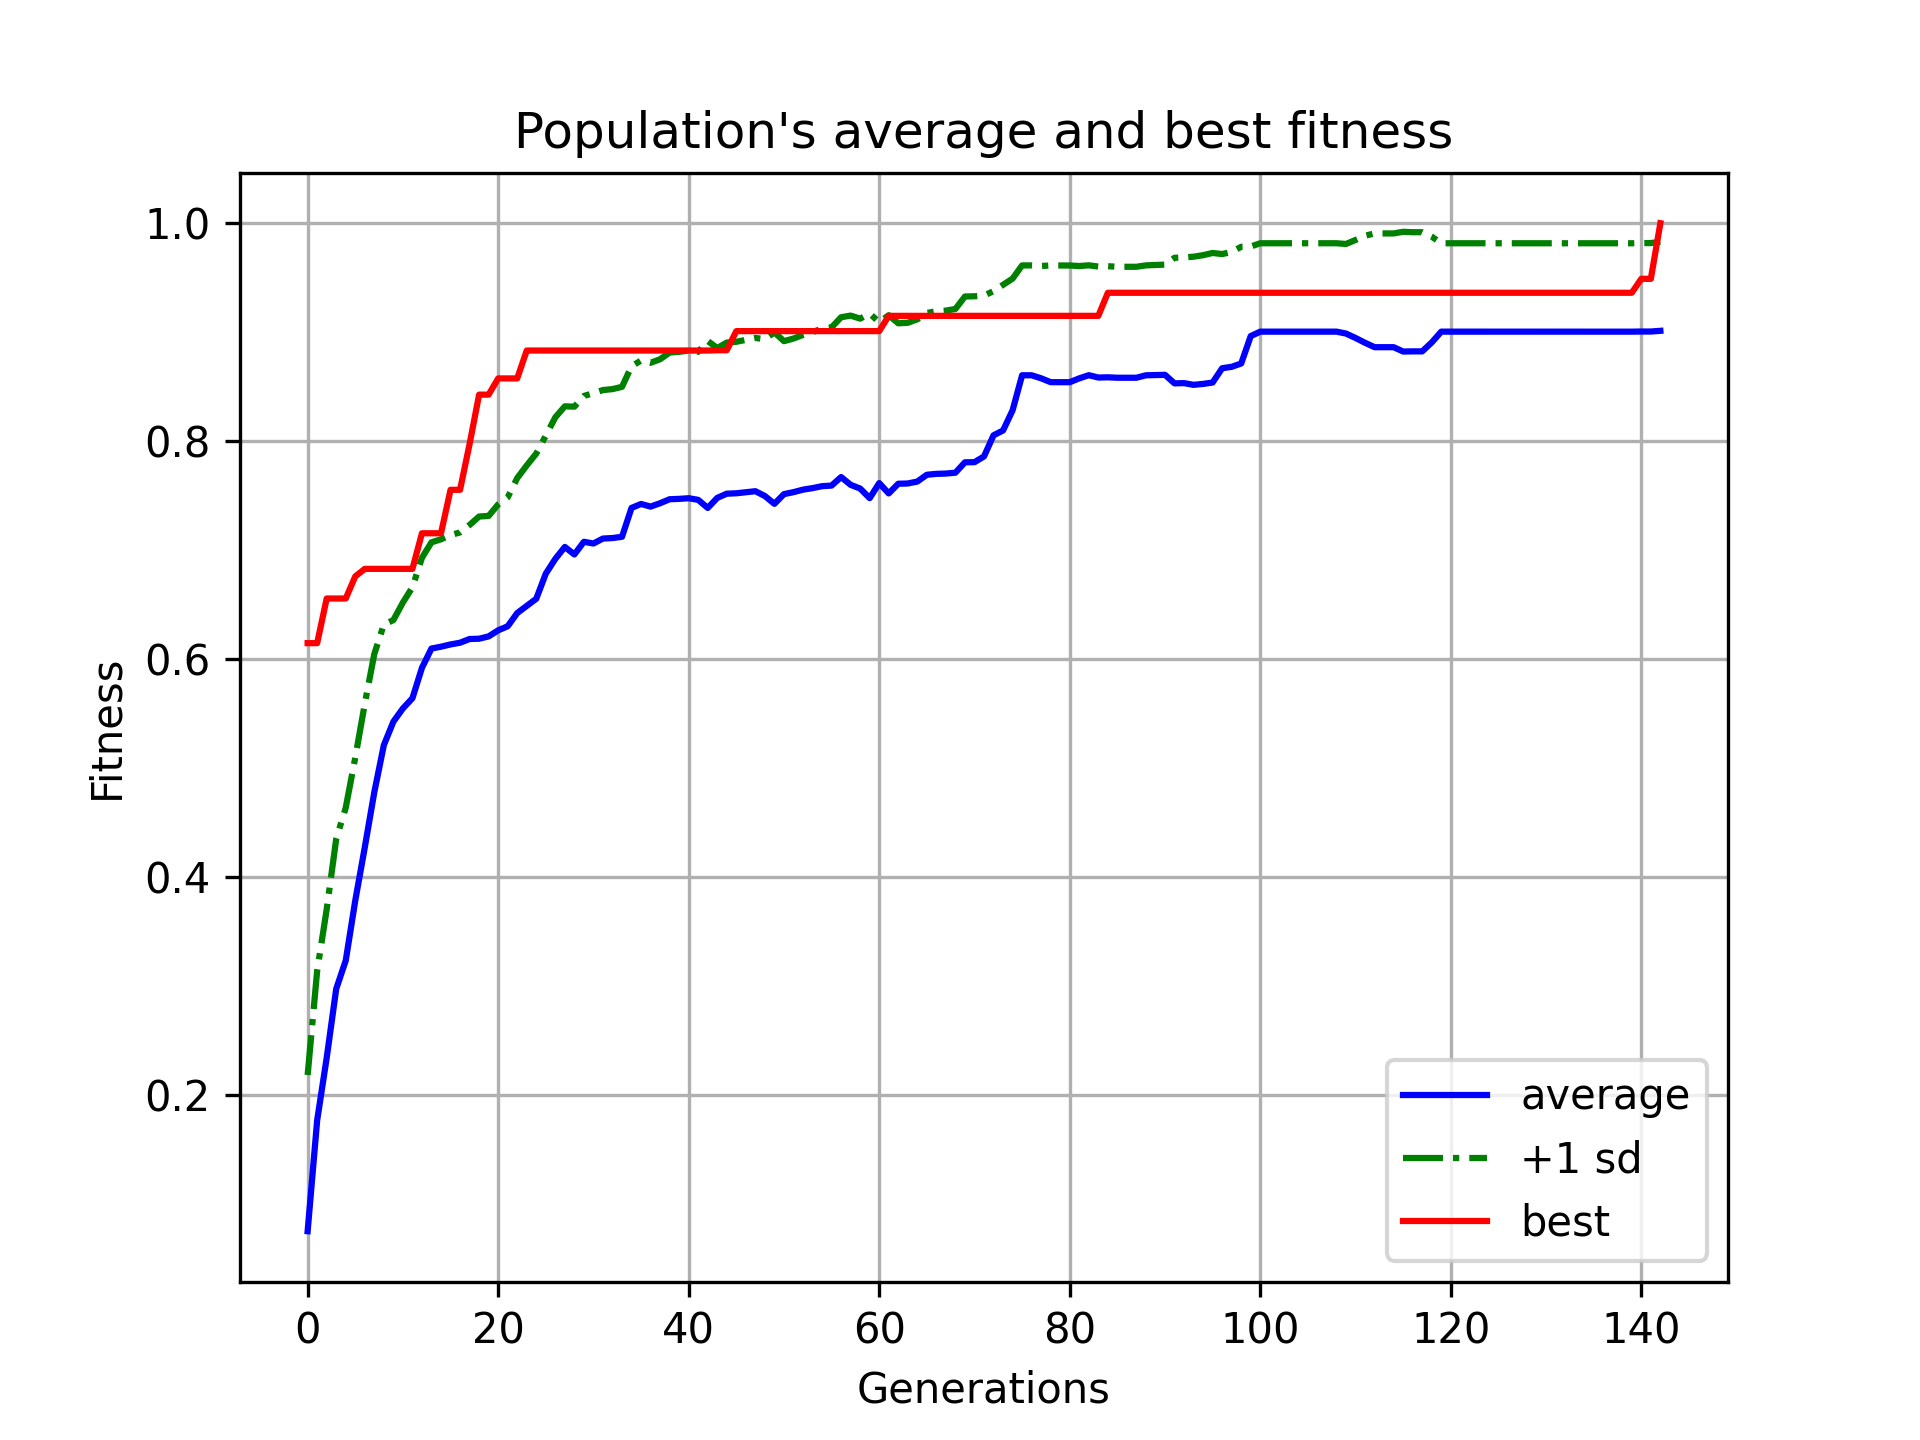 Population's average and best fitness
Fitness
1.0
0.8
0.6
0.4
0.2
0 20 40 60 80 100 120 140
Generations
average
+1 sd
best